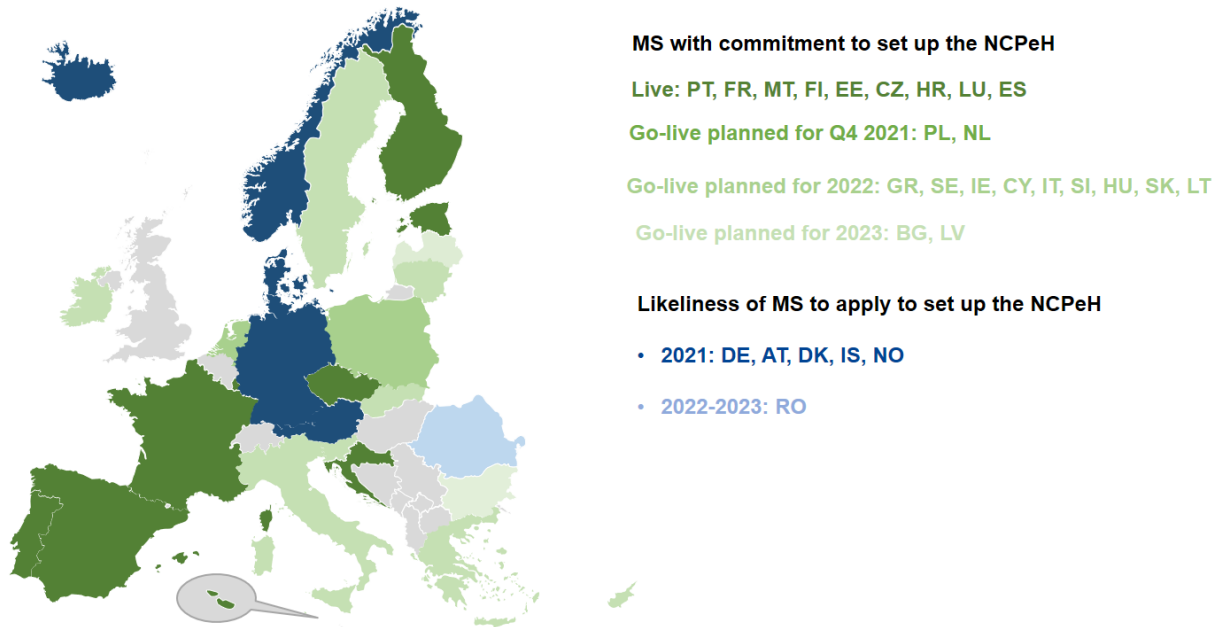 MS with commitment to set up the NCPeH
Live: PT, FR, MT, FI, EE, CZ, HR, LU, ES
Go-live planned for Q4 2021: PL, NL
Go-live planned for 2022: GR, SE, IE, CY, IT, SI, HU, SK, LT
Go-live planned for 2023: BG, LV
Likeliness of MS to apply to set up the NCPeH
• 2021: DE, AT, DK, IS, NO
• 2022-2023: RO